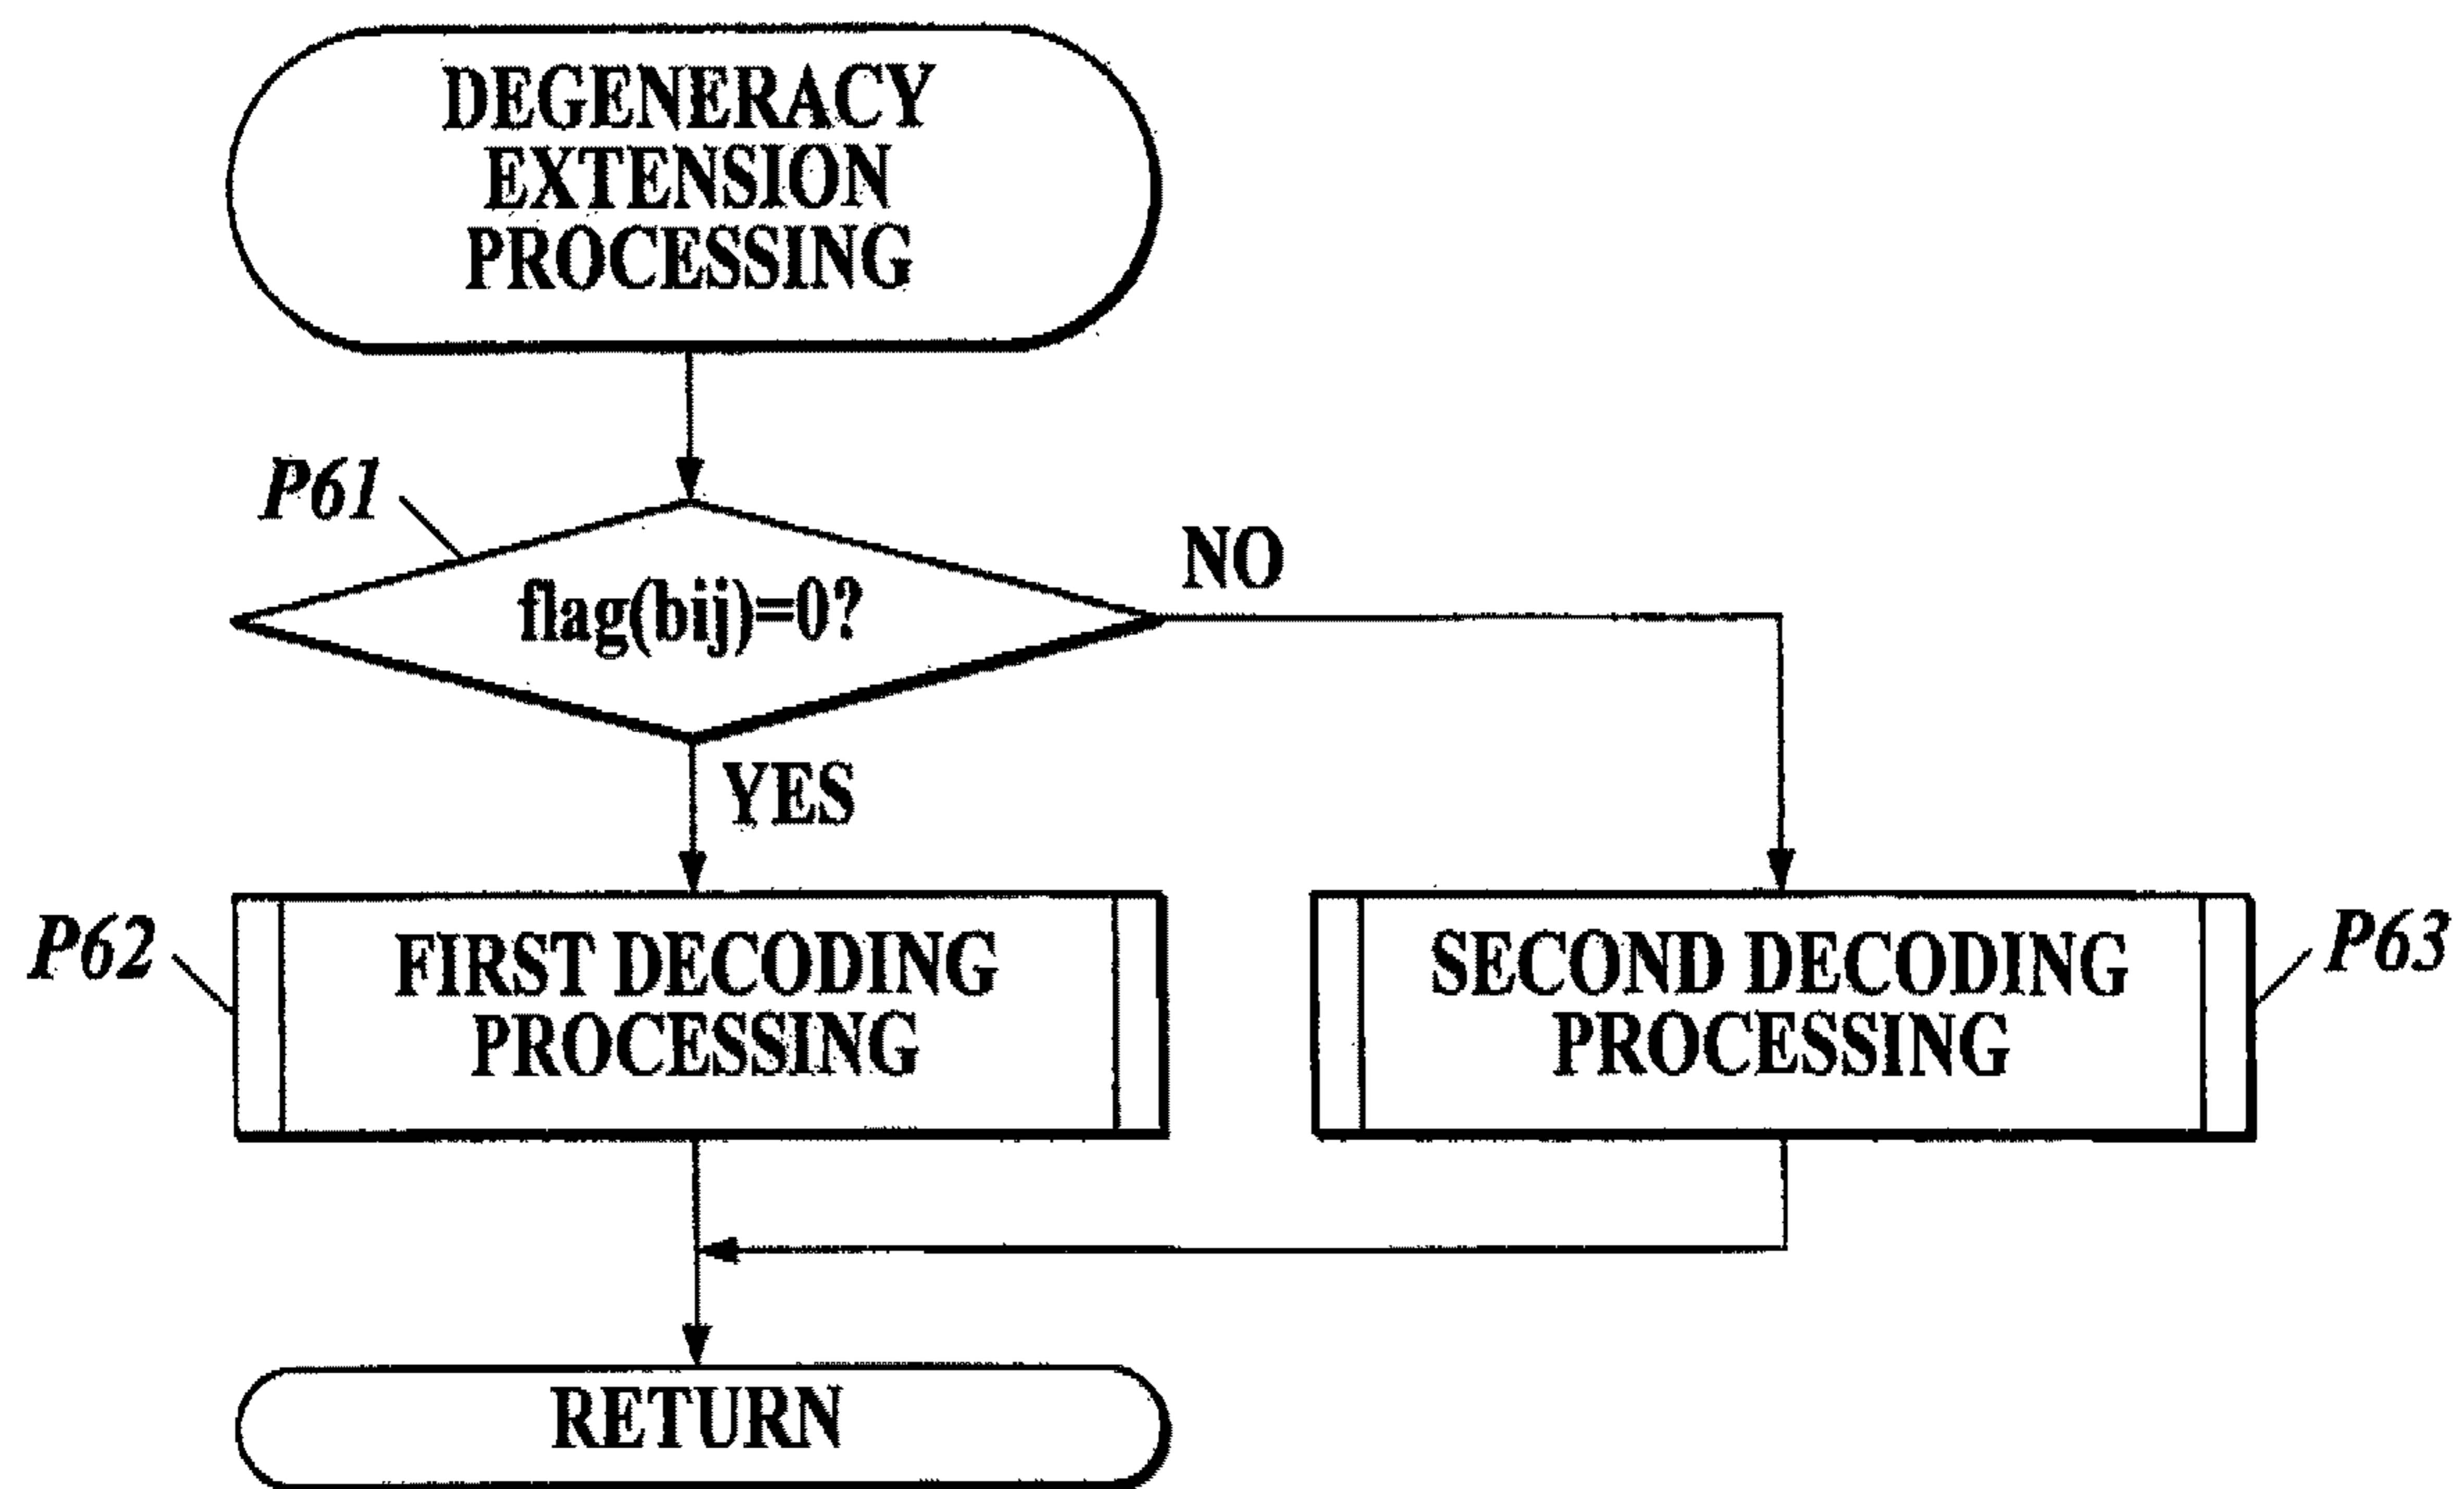 DEGENERACY
EXTENSION
PROCESSING
P61
flag(bij)=0?
NO
YES
P62
FIRST DECODING
PROCESSING
SECOND DECODING
PROCESSING
P63
RETURN